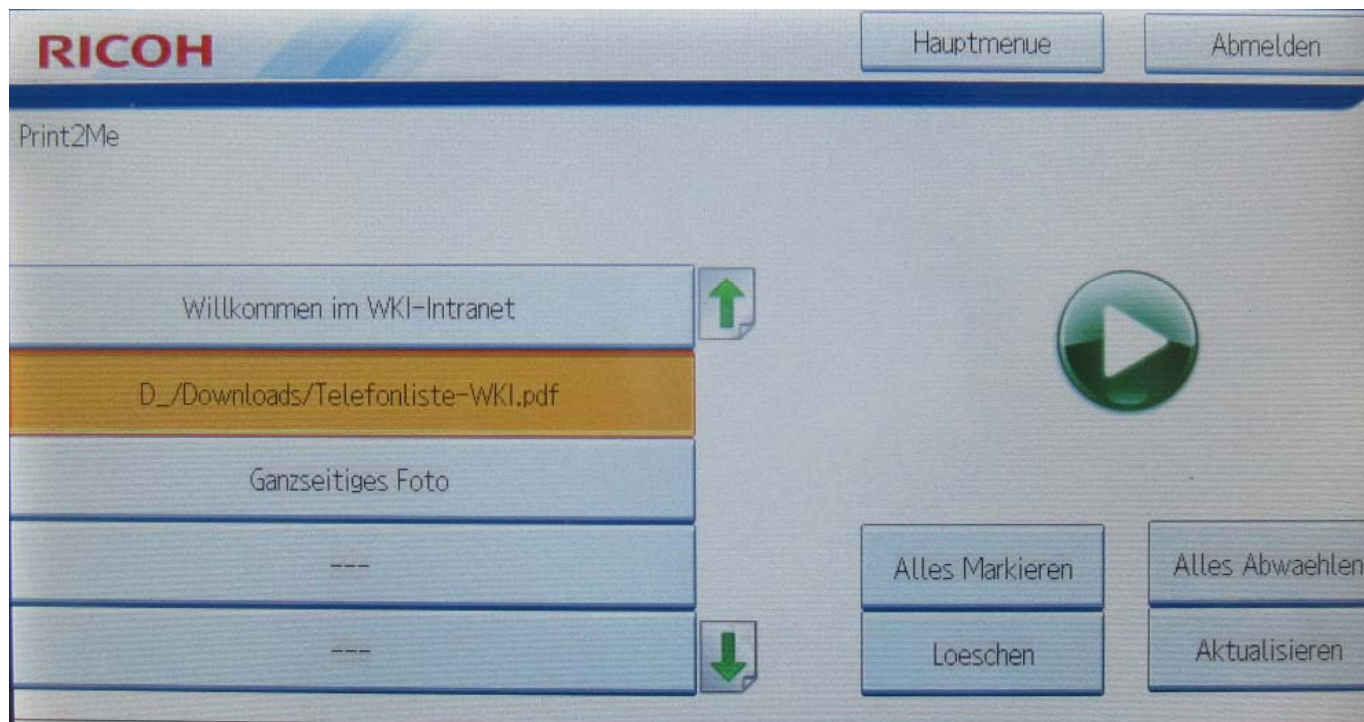 RICOH
Hauptmenue
Abmelden
Print2Me
Willkommen im WKI-Intranet
D_/Downloads/Telefonliste-WKI.pdf
Ganzseitiges Foto
---
---
Alles Markieren
Alles Abwaehlen
Loeschen
Aktualisieren